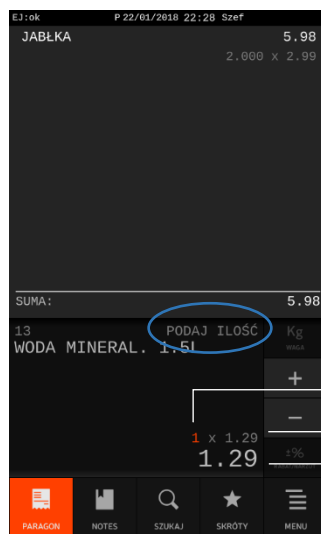 EJ:ok P 22/01/2018 22:28 Szef
JABŁKA 5.98
2.000 x 2.99
SUMA: 5.98
13 PODAJ ILOŚĆ Kg
WAGA
WODA MINERAL. 1.5L
+
−
1 x 1.29
1.29 ±%
PARAGON NOTES SZUKAJ SKRÓTY MENU